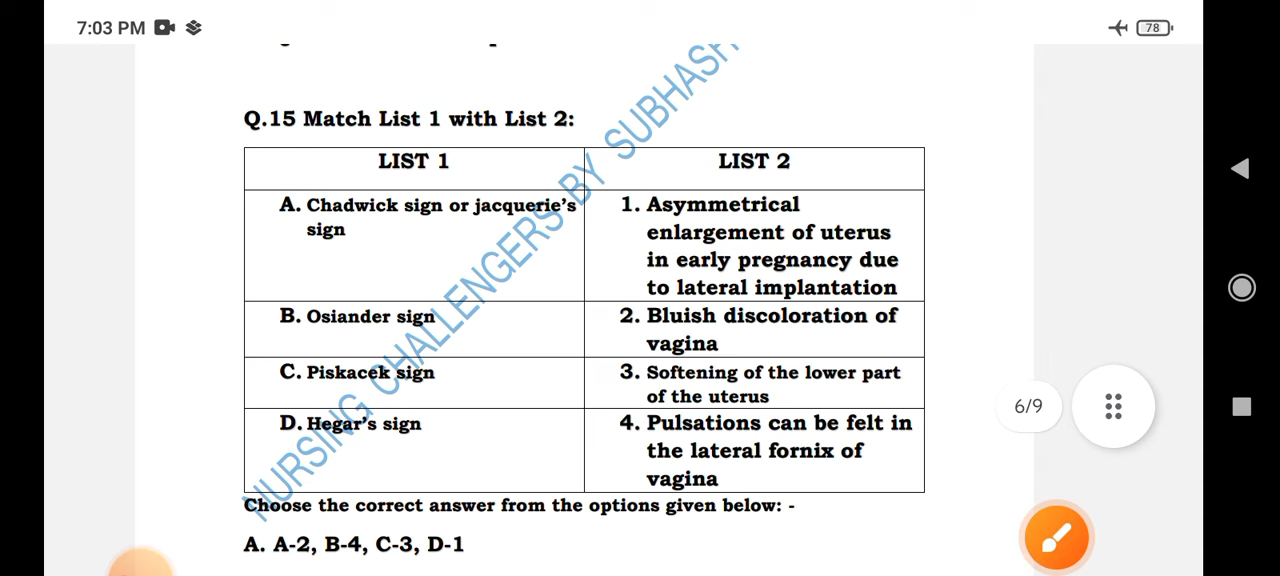 7:03 PM
78
Q.15 Match List 1 with List 2:
LIST 1
LIST 2
A. Chadwick sign or jacquerie's
sign
1. Asymmetrical
enlargement of uterus
in early pregnancy due
to lateral implantation
B. Osiander sign
2. Bluish discoloration of
vagina
C. Piskacek sign
3. Softening of the lower part
of the uterus
D. Hegar's sign
4. Pulsations can be felt in
the lateral fornix of
vagina
NURSING CHALLENGERS BY SUBHASH
6/9
Choose the correct answer from the options given below: -
A. A-2, B-4, C-3, D-1